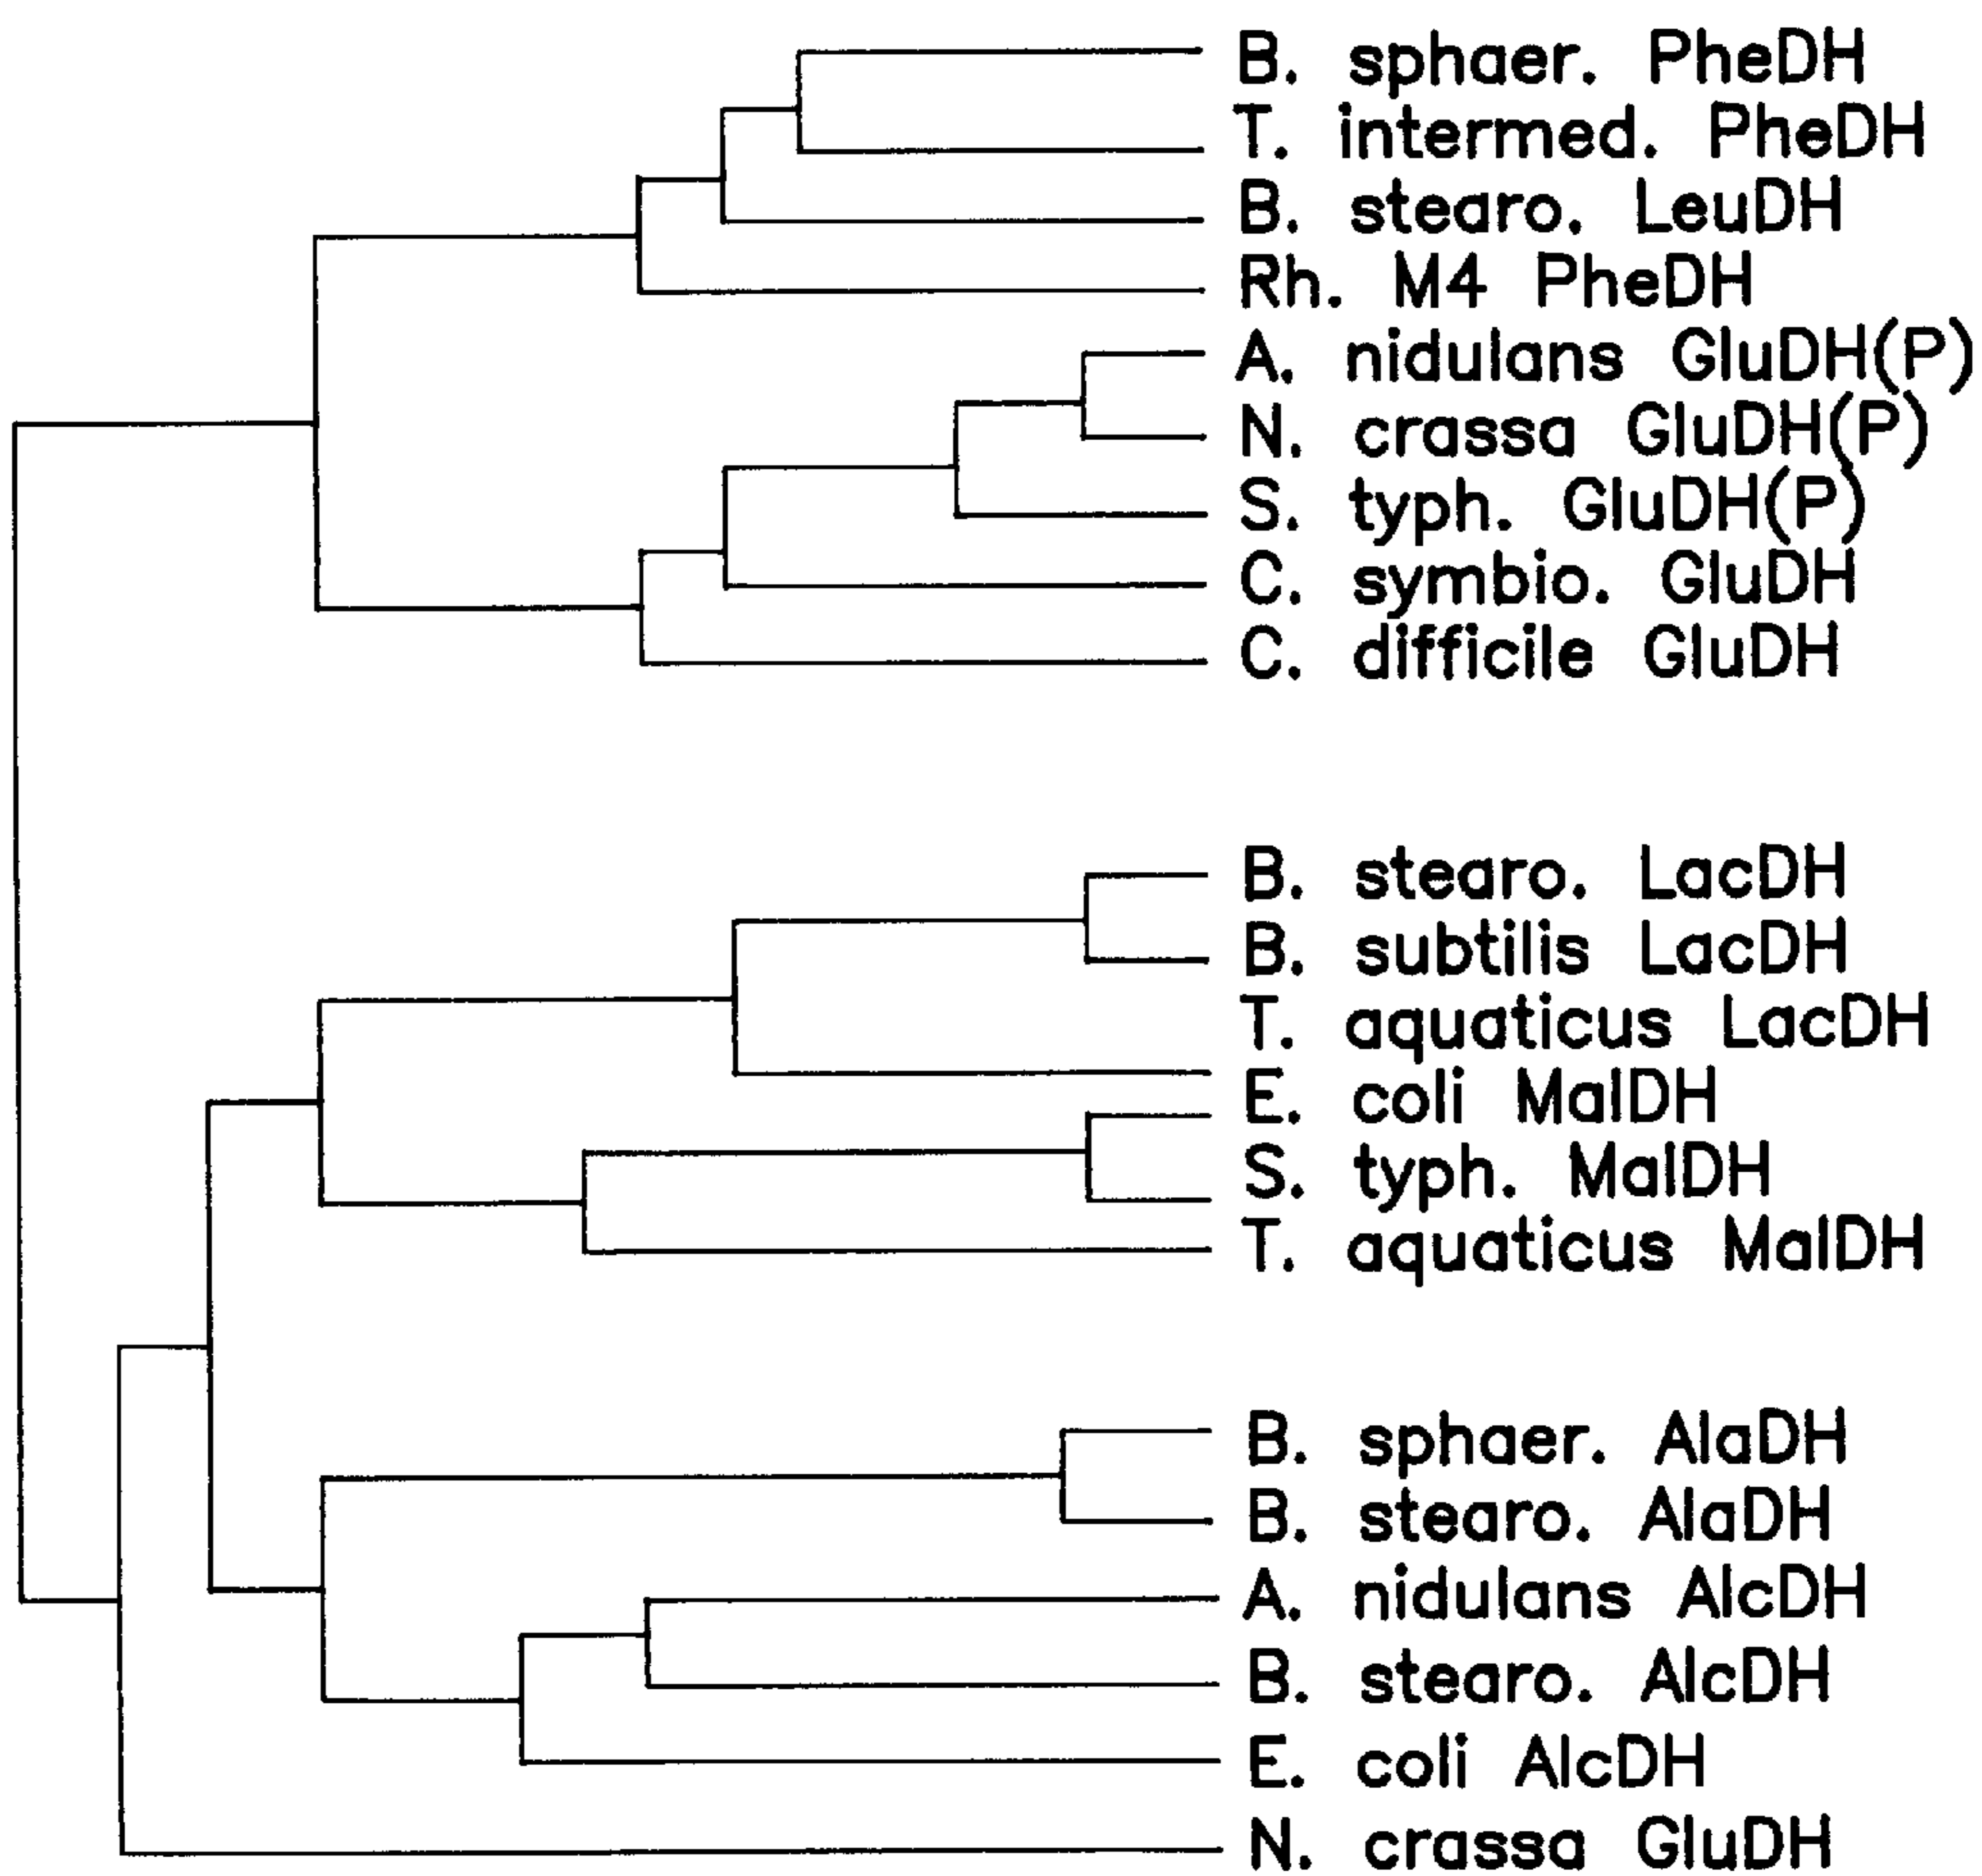 B. sphaer. PheDH
T. intermed. PheDH
B. stearo. LeuDH
Rh. M4 PheDH
A. nidulans GluDH(P)
N. crassa GluDH(P)
S. typh. GluDH(P)
C. symbio. GluDH
C. difficile GluDH
B. stearo. LacDH
B. subtilis LacDH
T. aquaticus LacDH
E. coli MalDH
S. typh. MalDH
T. aquaticus MalDH
B. sphaer. AlaDH
B. stearo. AlaDH
A. nidulans AlcDH
B. stearo. AlcDH
E. coli AlcDH
N. crassa GluDH